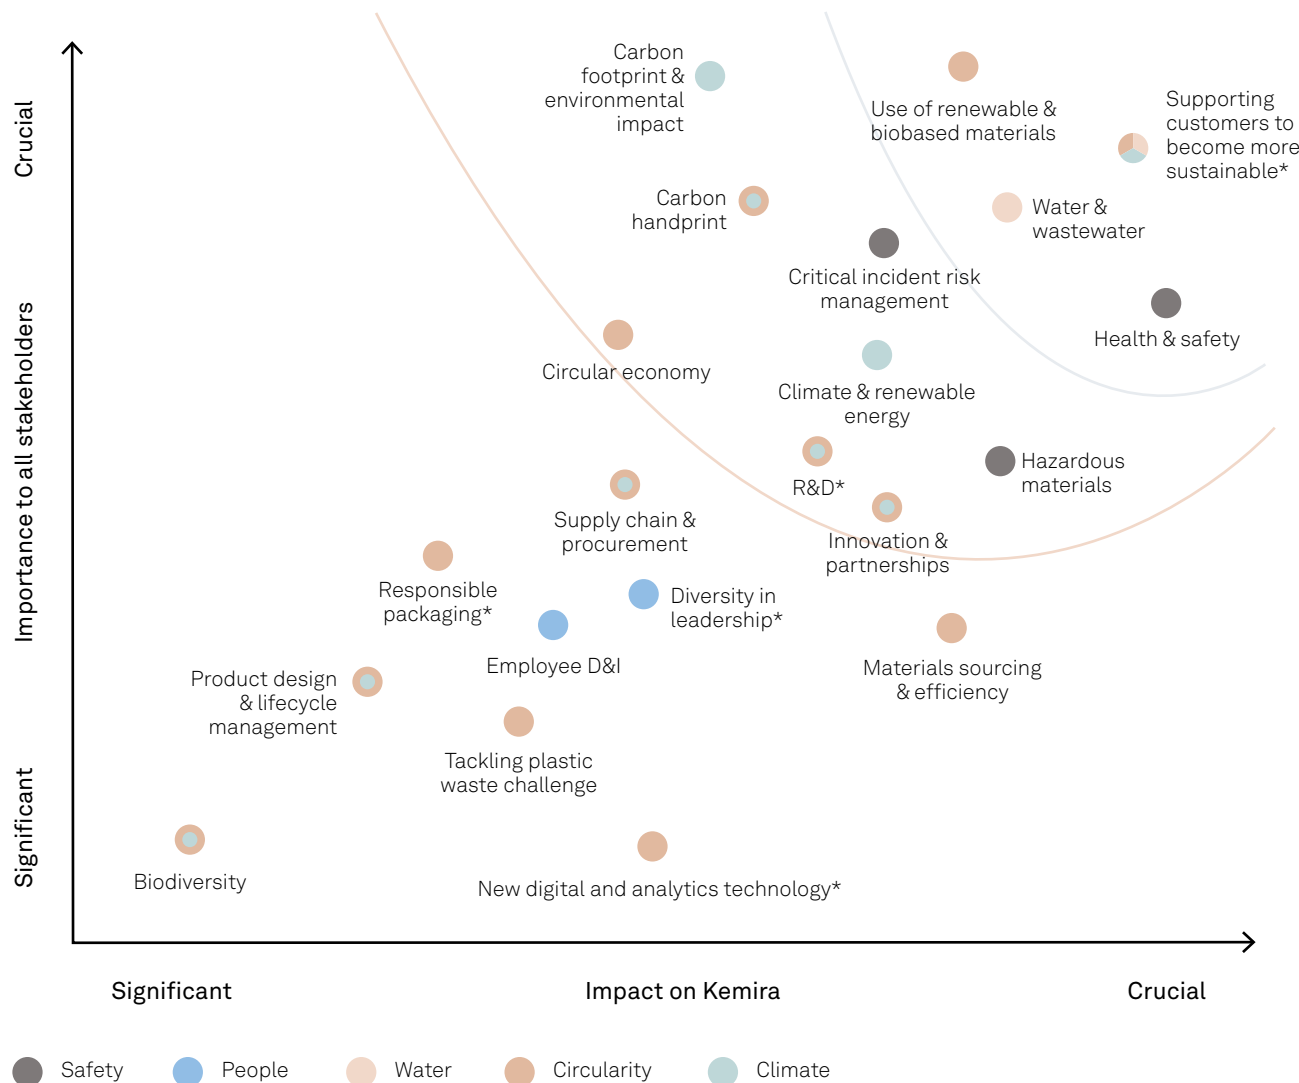 Crucial
Importance to all stakeholders
Significant
Carbon
footprint &
environmental
impact
Use of renewable &
biobased materials
Supporting
customers to
become more
sustainable*
Carbon
handprint
Water &
wastewater
Critical incident risk
management
Health & safety
Circular economy
Climate & renewable
energy
R&D*
Hazardous
materials
Supply chain &
procurement
Innovation &
partnerships
Responsible
packaging*
Diversity in
leadership*
Employee D&I
Materials sourcing
& efficiency
Product design
& lifecycle
management
Tackling plastic
waste challenge
Biodiversity
New digital and analytics technology*
Significant
Impact on Kemira
Crucial
Safety
People
Water
Circularity
Climate